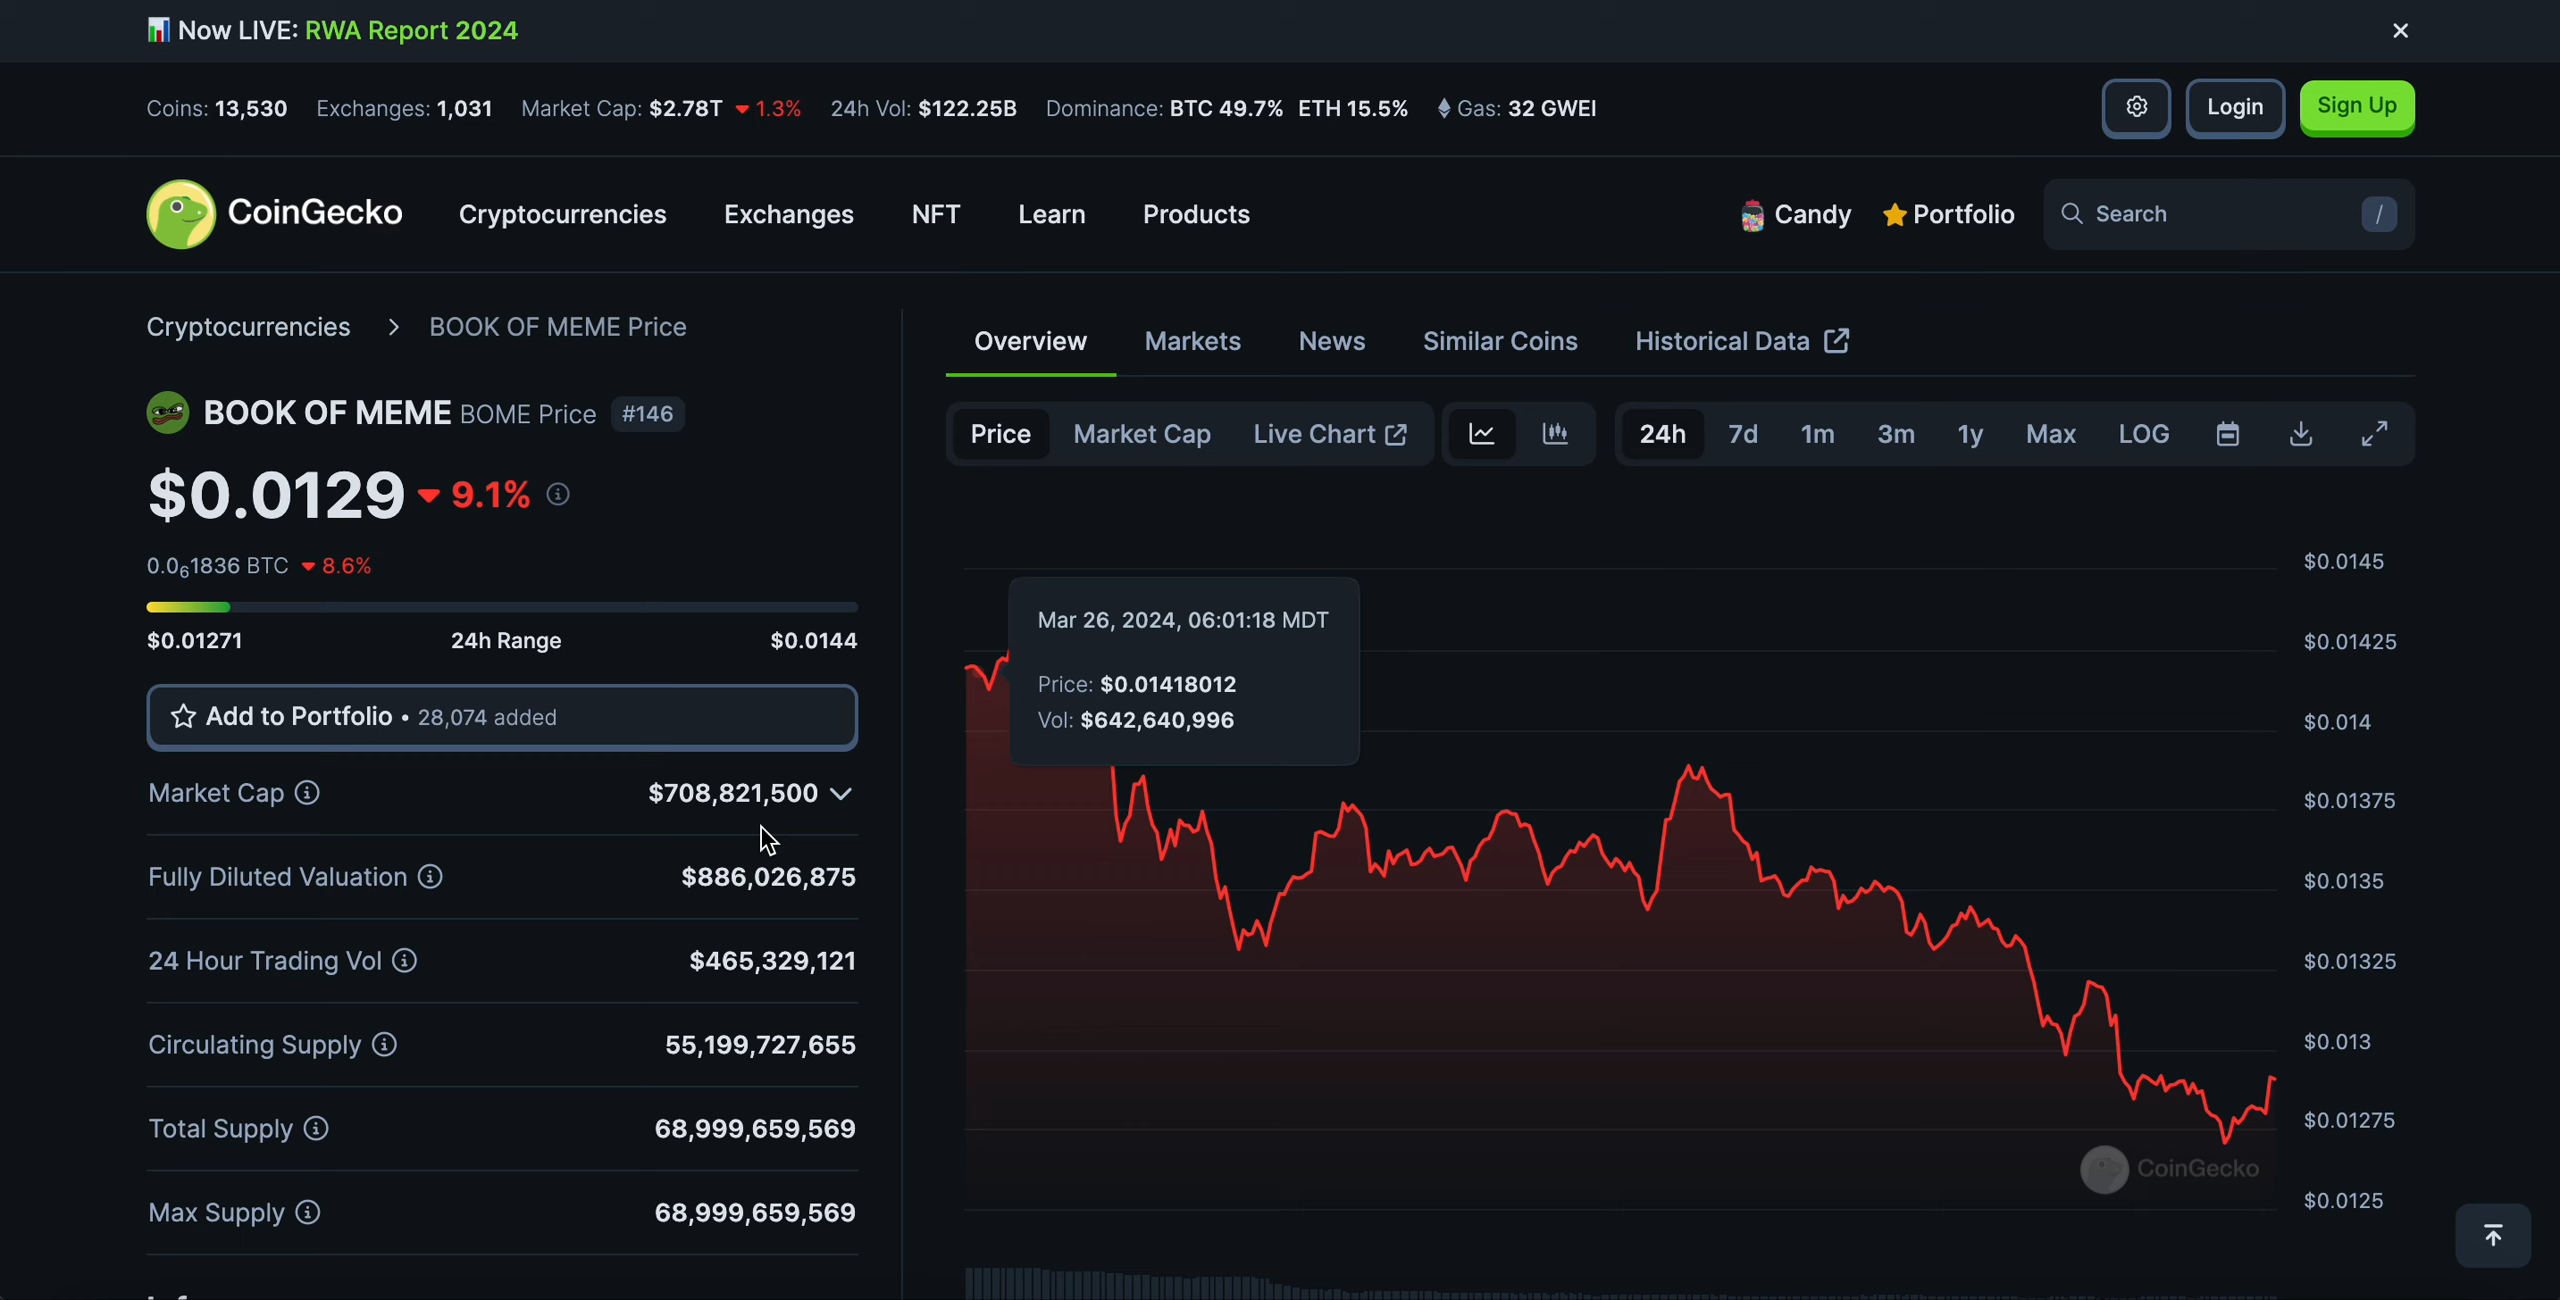 Now LIVE: RWA Report 2024
Coins: 13,530 Exchanges: 1,031 Market Cap: $2.78T 1.3% 24h Vol: $122.25B Dominance: BTC 49.7% ETH 15.5% Gas: 32 GWEI
Login
Sign Up
CoinGecko
Cryptocurrencies Exchanges NFT Learn Products
Candy Portfolio
Search /
Cryptocurrencies > BOOK OF MEME Price
BOOK OF MEME BOME Price #146
$0.0129 9.1%
0.0₆1836 BTC 8.6%
$0.01271 24h Range $0.0144
Add to Portfolio • 28,074 added
Market Cap $708,821,500
Fully Diluted Valuation $886,026,875
24 Hour Trading Vol $465,329,121
Circulating Supply 55,199,727,655
Total Supply 68,999,659,569
Max Supply 68,999,659,569
Overview Markets News Similar Coins Historical Data
Price Market Cap Live Chart 24h 7d 1m 3m 1y Max LOG
Mar 26, 2024, 06:01:18 MDT
Price: $0.01418012
Vol: $642,640,996
$0.0145
$0.01425
$0.014
$0.01375
$0.0135
$0.01325
$0.013
$0.01275
$0.0125
CoinGecko